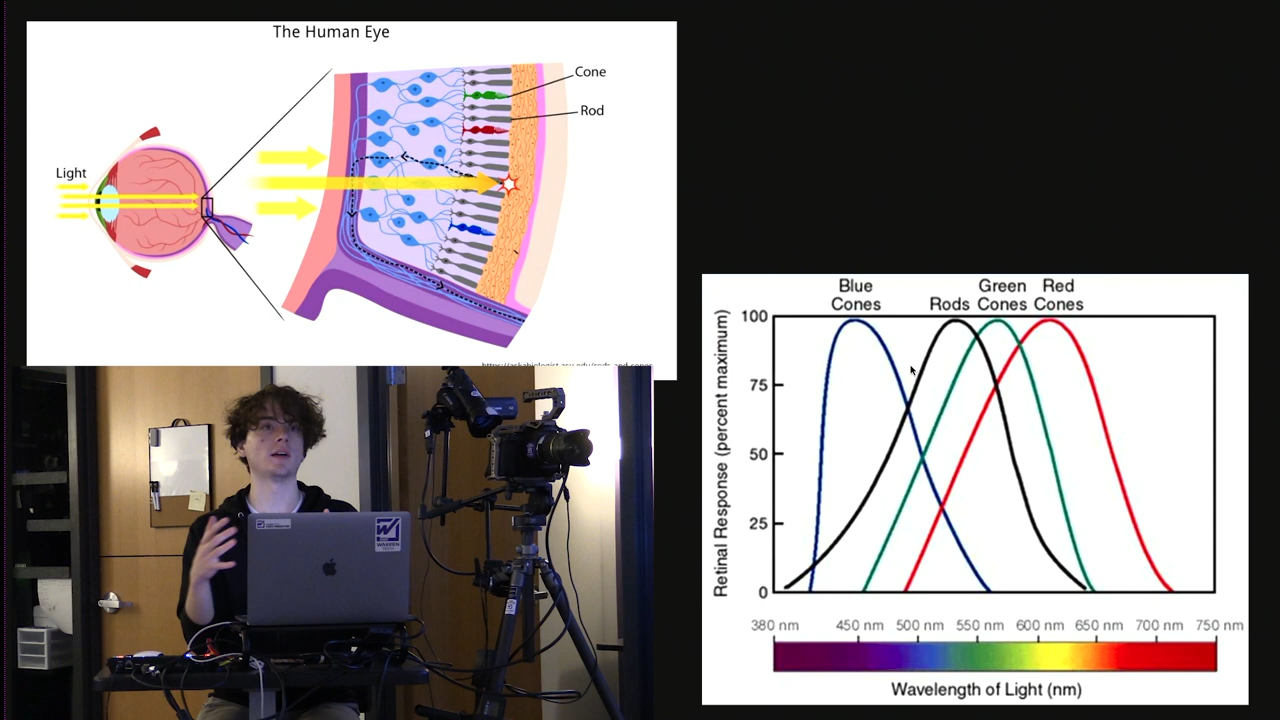 The Human Eye
Cone
Rod
Light
Blue Cones
Rods
Green Cones
Red Cones
Retinal Response (percent maximum)
100
75
50
25
0
380 nm 450 nm 500 nm 550 nm 600 nm 650 nm 700 nm 750 nm
Wavelength of Light (nm)
W
WARREN